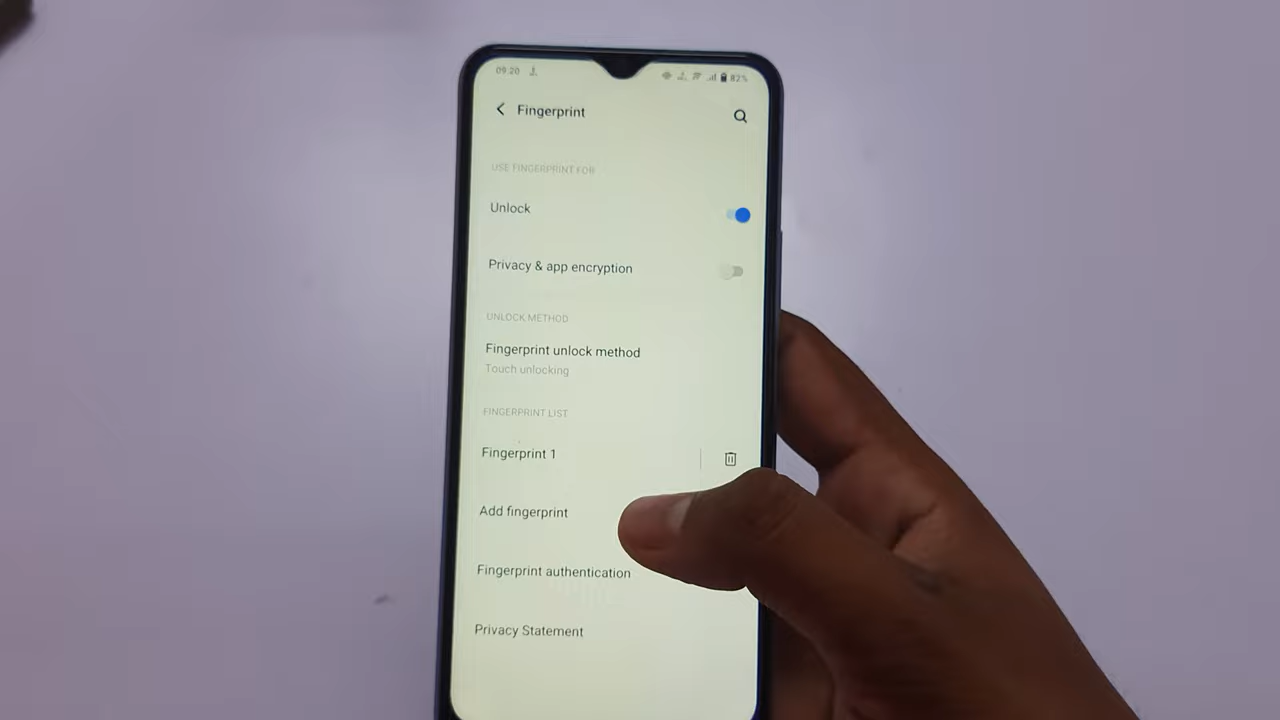 09:20
82%
Fingerprint
USE FINGERPRINT FOR
Unlock
Privacy & app encryption
UNLOCK METHOD
Fingerprint unlock method
Touch unlocking
FINGERPRINT LIST
Fingerprint 1
Add fingerprint
Fingerprint authentication
Privacy Statement